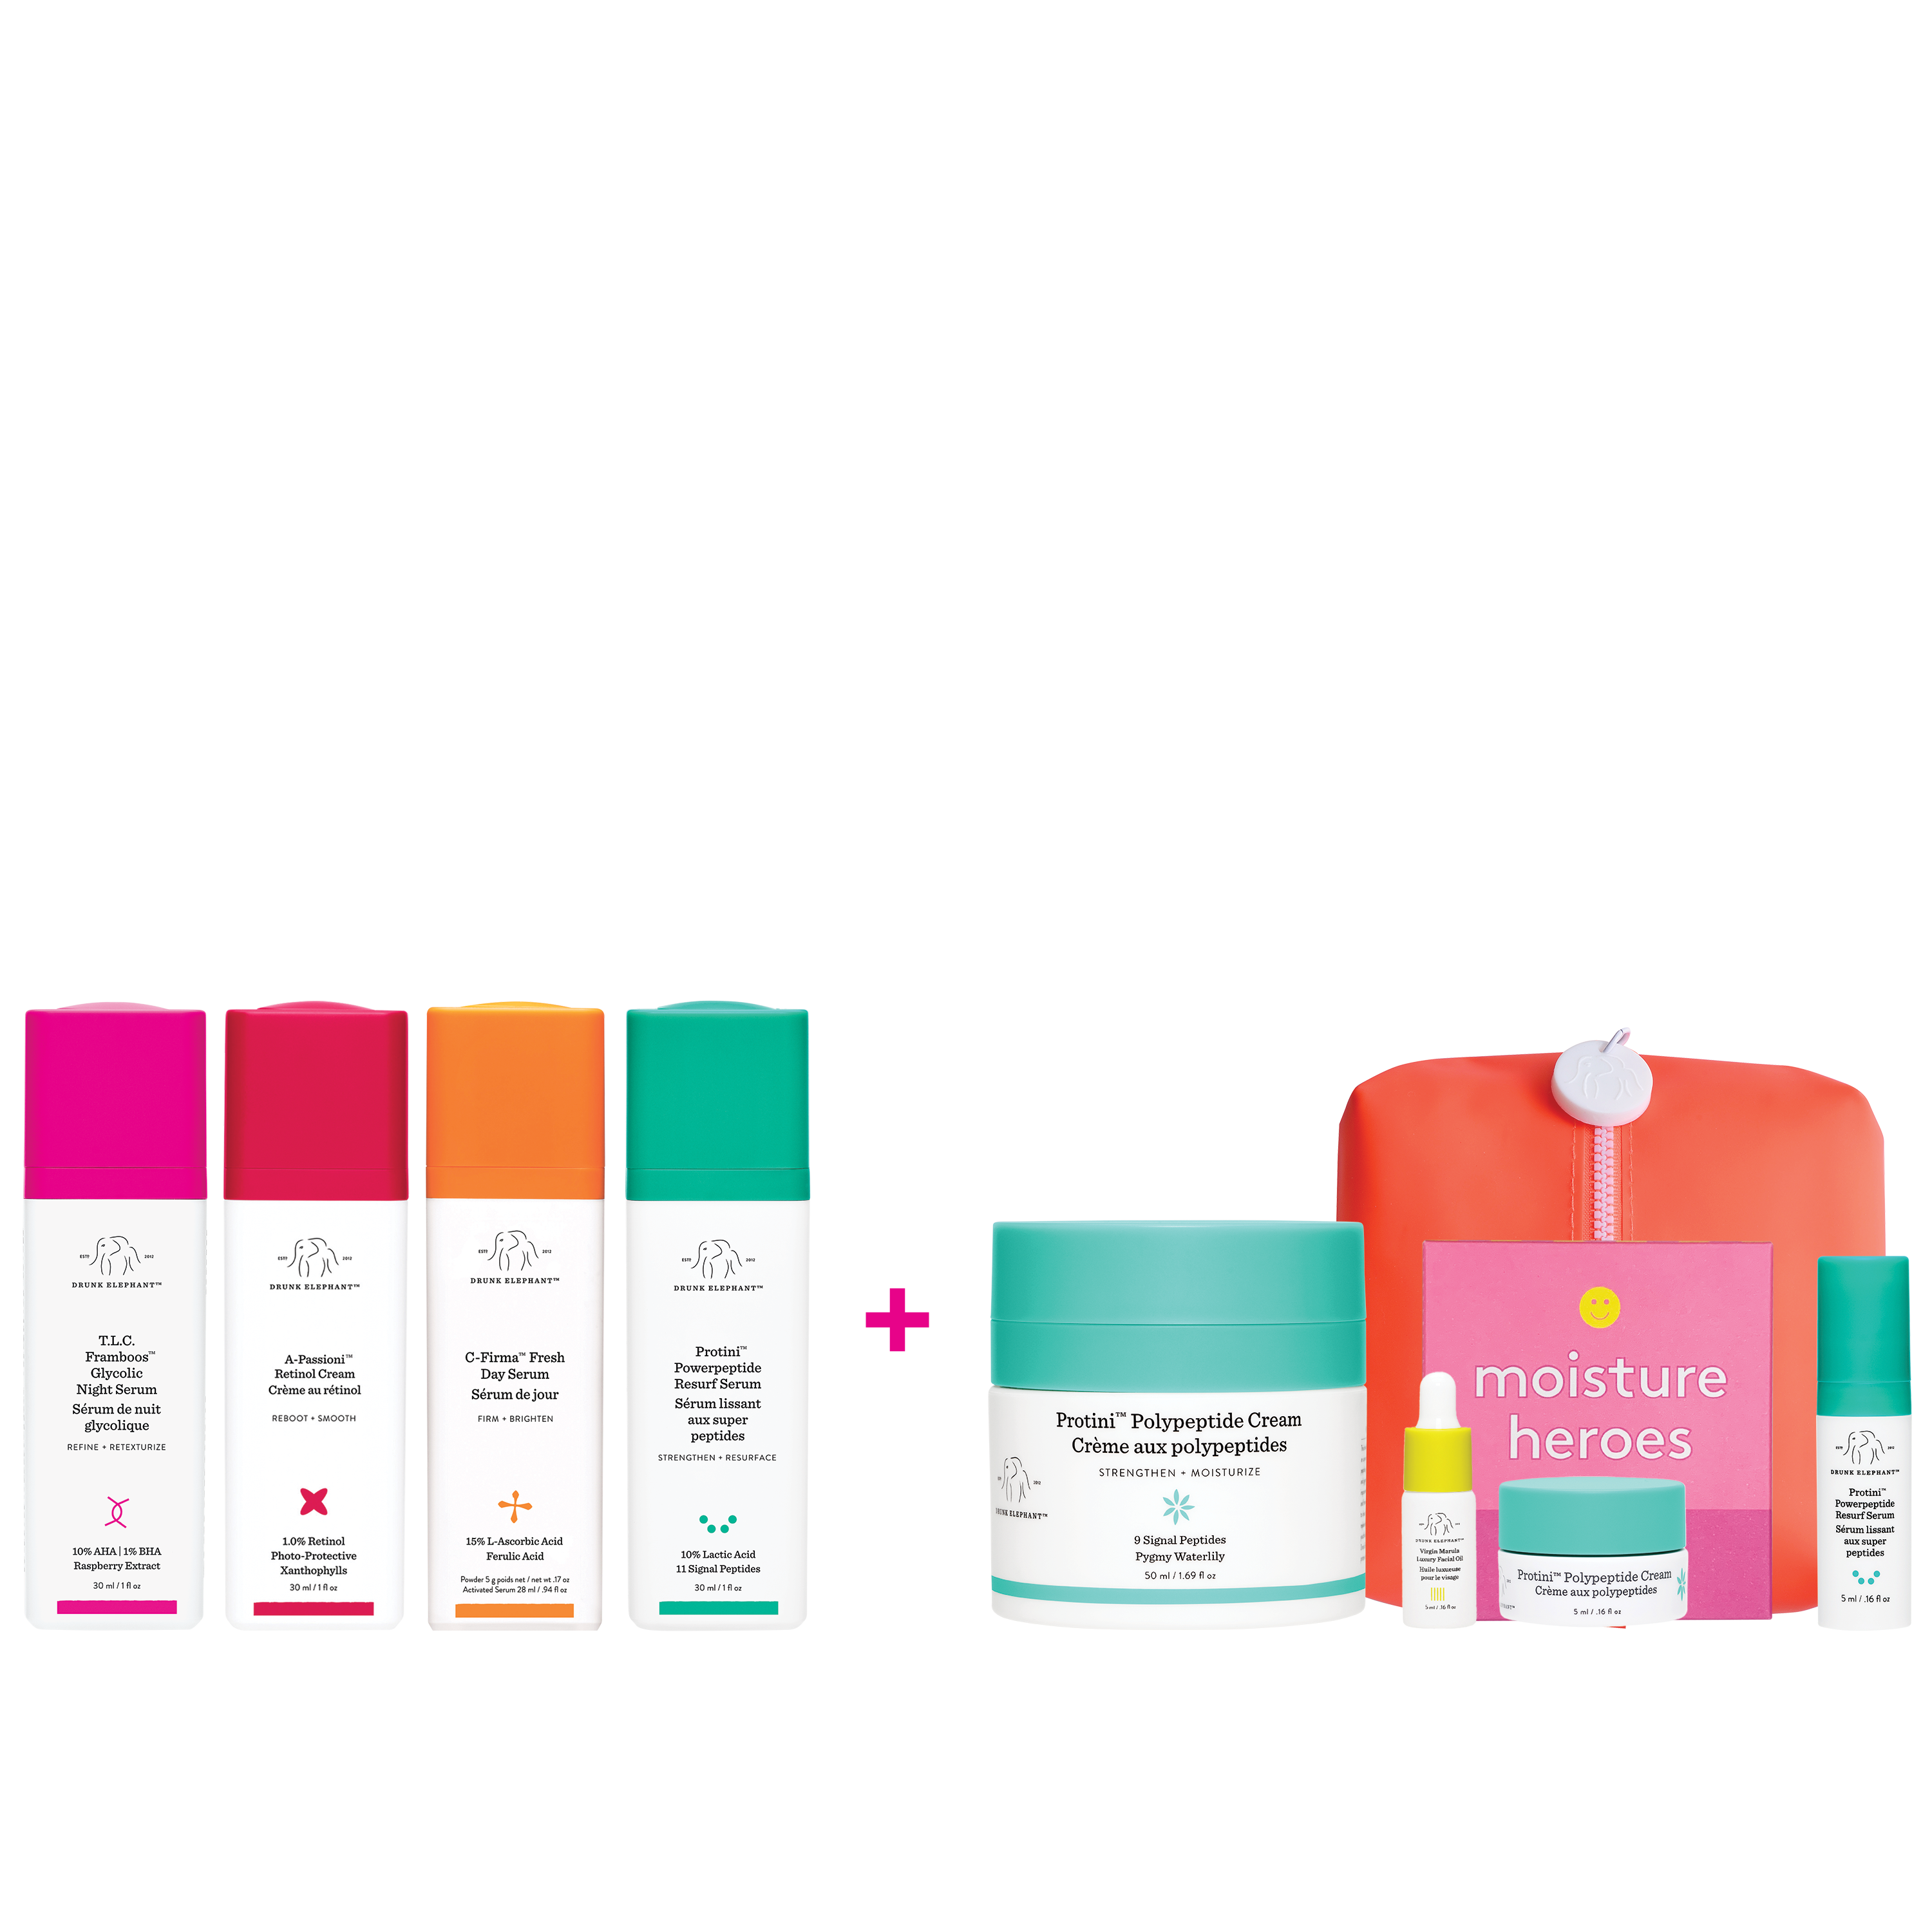 ESTD 2012
DRUNK ELEPHANT™
T.L.C.
Framboos™
Glycolic
Night Serum
Sérum de nuit
glycolique
REFINE + RETEXTURIZE
10% AHA | 1% BHA
Raspberry Extract
30 ml / 1 fl oz
ESTD 2012
DRUNK ELEPHANT™
A-Passioni™
Retinol Cream
Crème au rétinol
REBOOT + SMOOTH
1.0% Retinol
Photo-Protective
Xanthophylls
30 ml / 1 fl oz
ESTD 2012
DRUNK ELEPHANT™
C-Firma™ Fresh
Day Serum
Sérum de jour
FIRM + BRIGHTEN
15% L-Ascorbic Acid
Ferulic Acid
Powder 5 g poids net / net wt .17 oz
Activated Serum 28 ml / .94 fl oz
ESTD 2012
DRUNK ELEPHANT™
Protini™
Powerpeptide
Resurf Serum
Sérum lissant
aux super
peptides
STRENGTHEN + RESURFACE
10% Lactic Acid
11 Signal Peptides
30 ml / 1 fl oz
+
Protini™ Polypeptide Cream
Crème aux polypeptides
STRENGTHEN + MOISTURIZE
2012
DRUNK ELEPHANT™
9 Signal Peptides
Pygmy Waterlily
50 ml / 1.69 fl oz
moisture
heroes
DRUNK ELEPHANT™
Virgin Marula
Luxury Facial Oil
Huile luxueuse
pour le visage
5 ml / .16 fl oz
Protini™ Polypeptide Cream
Crème aux polypeptides
5 ml / .16 fl oz
ESTD 2012
DRUNK ELEPHANT™
Protini™
Powerpeptide
Resurf Serum
Sérum lissant
aux super
peptides
5 ml / .16 fl oz